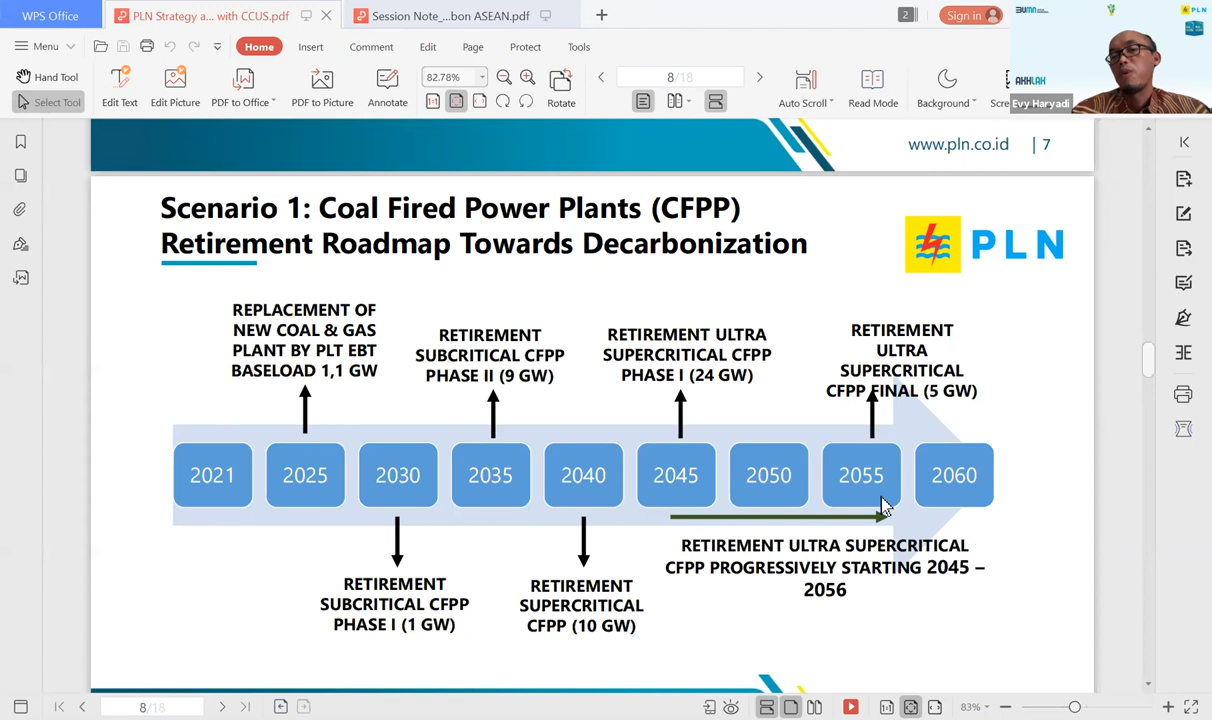 WPS Office
PLN Strategy a... with CCUS.pdf
Session Note_...bon ASEAN.pdf
2
Sign in
BUMN
PLN
Menu
Home
Insert
Comment
Edit
Page
Protect
Tools
Hand Tool
Select Tool
Edit Text
Edit Picture
PDF to Office
PDF to Picture
Annotate
82.78%
Rotate
8/18
Auto Scroll
Read Mode
Background
Scre
AKHLAK
Evy Haryadi
www.pln.co.id | 7
Scenario 1: Coal Fired Power Plants (CFPP)
Retirement Roadmap Towards Decarbonization
PLN
REPLACEMENT OF
NEW COAL & GAS
PLANT BY PLT EBT
BASELOAD 1,1 GW
RETIREMENT
SUBCRITICAL CFPP
PHASE II (9 GW)
RETIREMENT ULTRA
SUPERCRITICAL CFPP
PHASE I (24 GW)
RETIREMENT
ULTRA
SUPERCRITICAL
CFPP FINAL (5 GW)
2021
2025
2030
2035
2040
2045
2050
2055
2060
RETIREMENT
SUBCRITICAL CFPP
PHASE I (1 GW)
RETIREMENT
SUPERCRITICAL
CFPP (10 GW)
RETIREMENT ULTRA SUPERCRITICAL
CFPP PROGRESSIVELY STARTING 2045 –
2056
8/18
83%